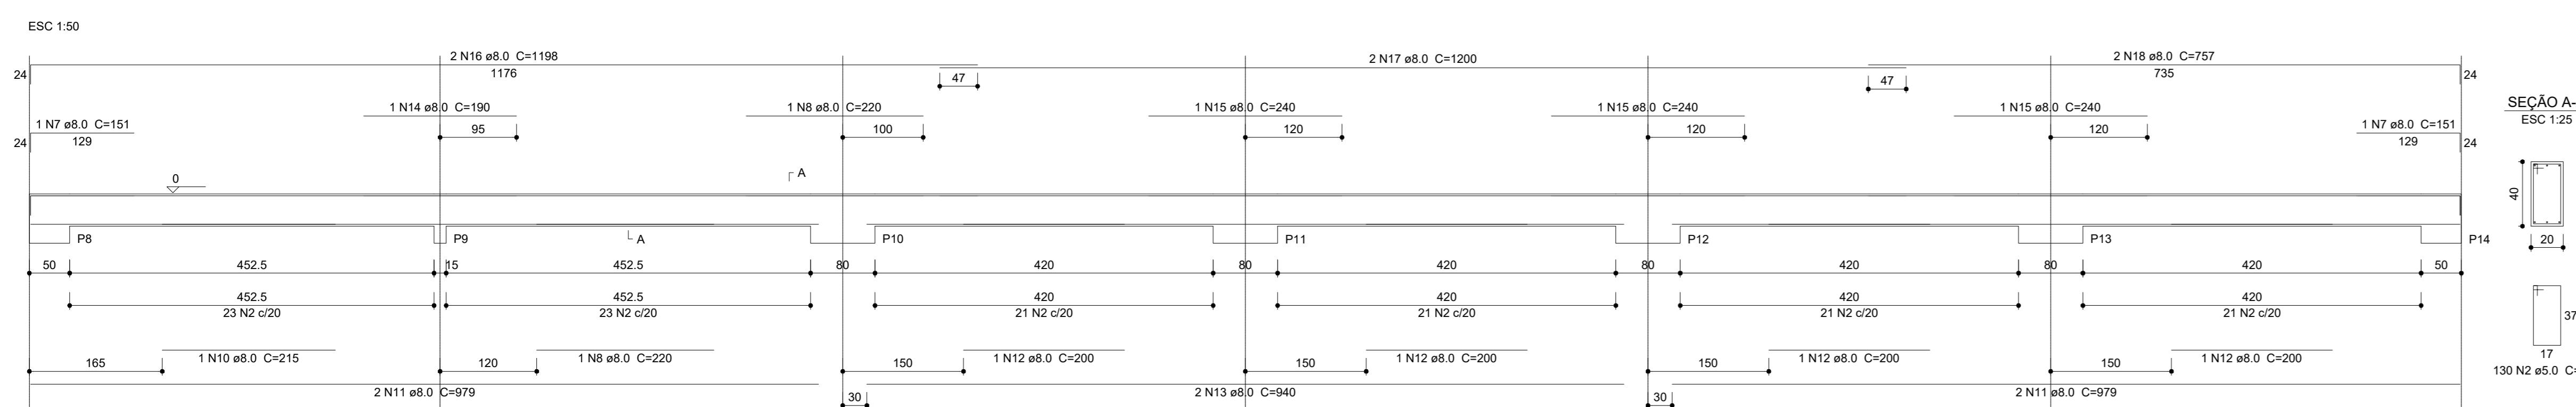 ESC 1:50
2 N16 ø8.0 C=1198
2 N17 ø8.0 C=1200
2 N18 ø8.0 C=757
24
1176
47
47
735
24
1 N14 ø8.0 C=190
1 N8 ø8.0 C=220
1 N15 ø8.0 C=240
1 N15 ø8.0 C=240
1 N15 ø8.0 C=240
SEÇÃO A-
ESC 1:25
1 N7 ø8.0 C=151
95
100
120
120
120
1 N7 ø8.0 C=151
24
129
129
24
0
A
40
P8
P9
A
P10
P11
P12
P13
P14
20
50
452.5
15
452.5
80
420
80
420
80
420
80
420
50
452.5
452.5
420
420
420
420
23 N2 c/20
23 N2 c/20
21 N2 c/20
21 N2 c/20
21 N2 c/20
21 N2 c/20
37
17
130 N2 ø5.0 C=
165
1 N10 ø8.0 C=215
120
1 N8 ø8.0 C=220
150
1 N12 ø8.0 C=200
150
1 N12 ø8.0 C=200
150
1 N12 ø8.0 C=200
150
1 N12 ø8.0 C=200
2 N11 ø8.0 C=979
30
2 N13 ø8.0 C=940
30
2 N11 ø8.0 C=979